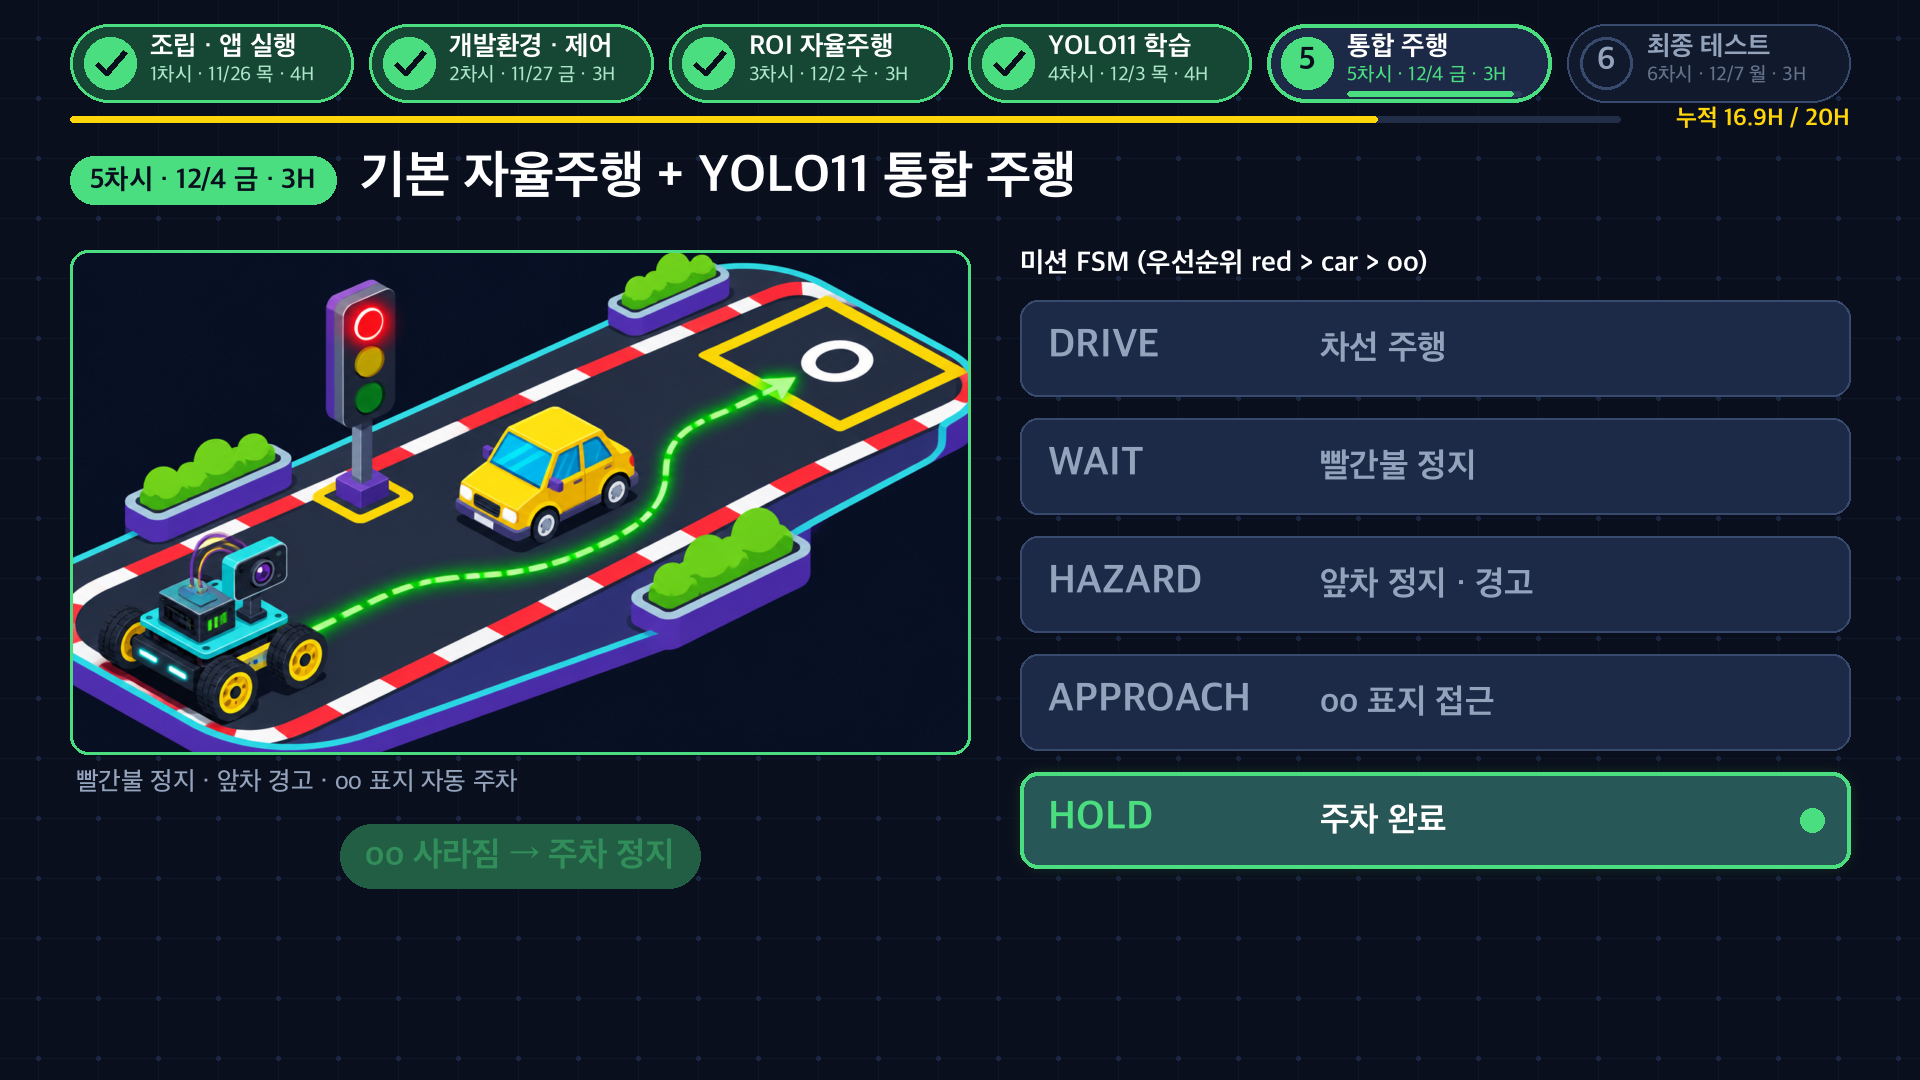 조립 · 앱 실행
1차시 · 11/26 목 · 4H
개발환경 · 제어
2차시 · 11/27 금 · 3H
ROI 자율주행
3차시 · 12/2 수 · 3H
YOLO11 학습
4차시 · 12/3 목 · 4H
5
통합 주행
5차시 · 12/4 금 · 3H
6
최종 테스트
6차시 · 12/7 월 · 3H
누적 16.9H / 20H
5차시 · 12/4 금 · 3H
기본 자율주행 + YOLO11 통합 주행
미션 FSM (우선순위 red > car > oo)
DRIVE 차선 주행
WAIT 빨간불 정지
HAZARD 앞차 정지 · 경고
APPROACH oo 표지 접근
HOLD 주차 완료
빨간불 정지 · 앞차 경고 · oo 표지 자동 주차
oo 사라짐 → 주차 정지